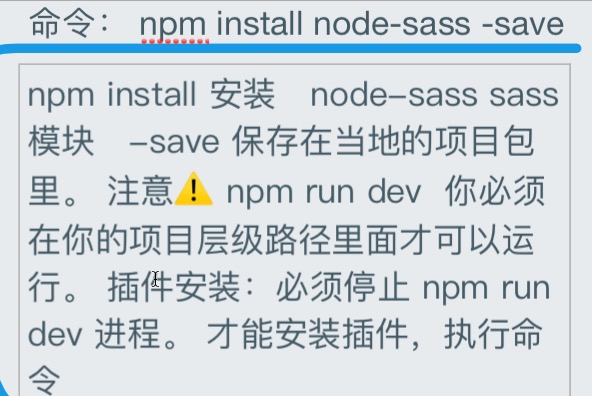 命令： npm install node-sass -save
npm install 安装 node–sass sass
模块 –save 保存在当地的项目包
里。 注意⚠️ npm run dev 你必须
在你的项目层级路径里面才可以运
行。 插件安装：必须停止 npm run
dev 进程。 才能安装插件，执行命
令